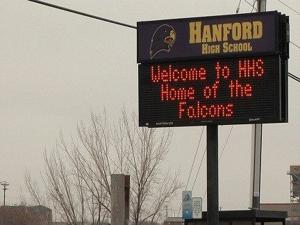 HANFORD
HIGH SCHOOL
Welcome to HHS
Home of the
Falcons